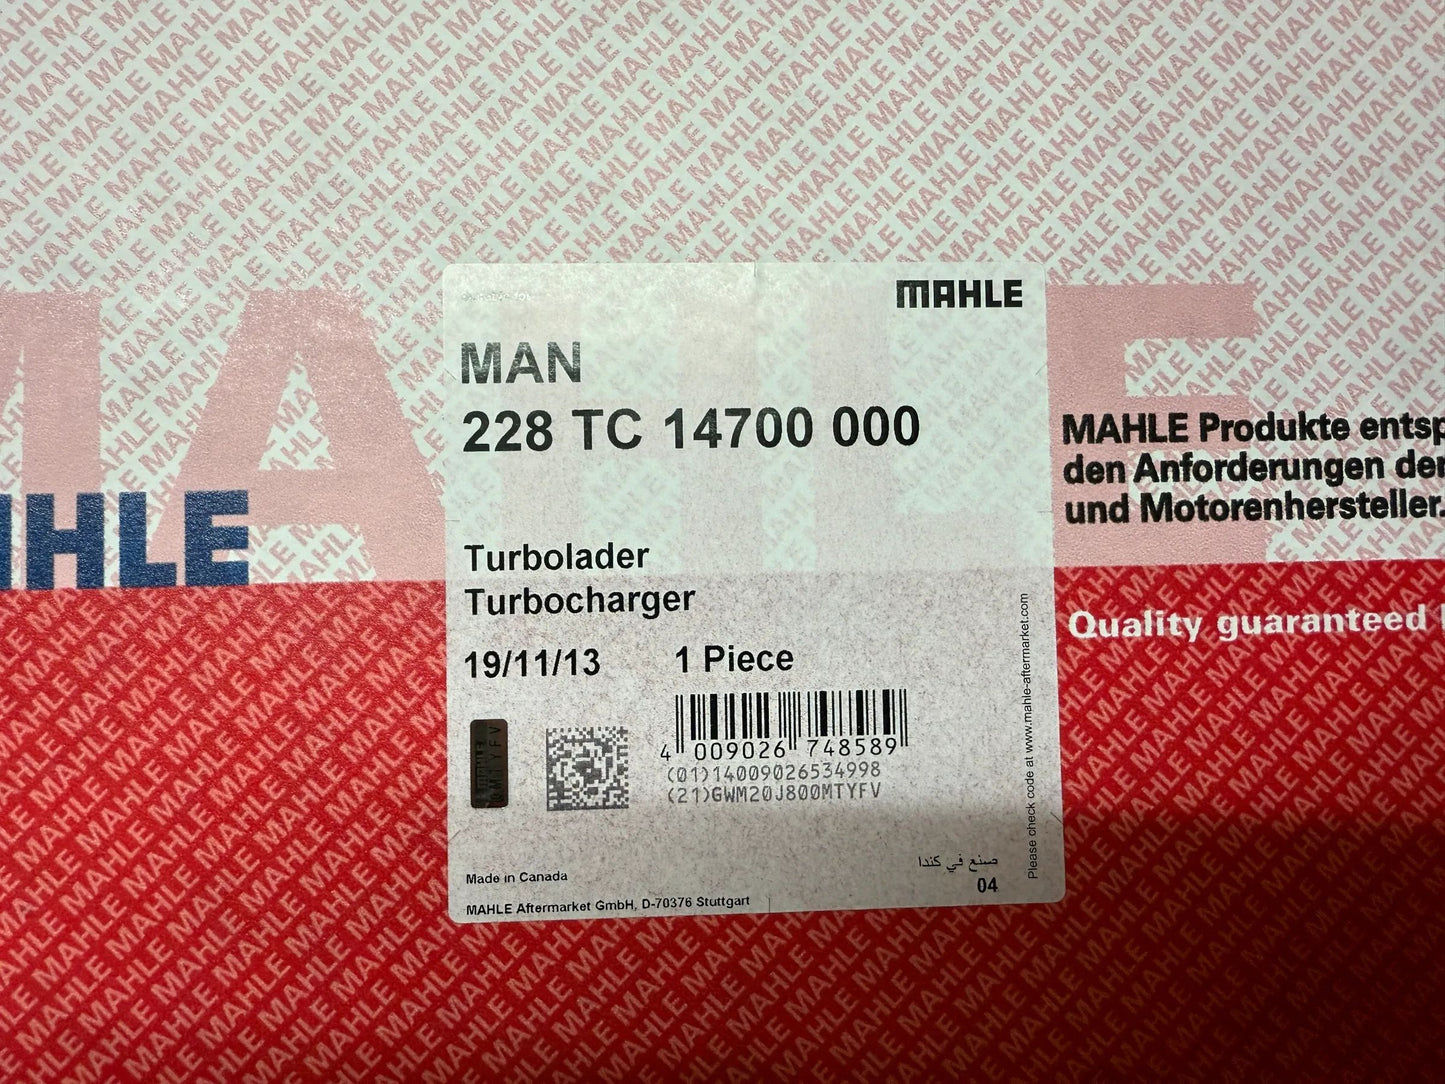 MAHLE
MAHLE
MAN
228 TC 14700 000
Turbolader
Turbocharger
19/11/13 1 Piece
4 009026 748589
(01)14009026534998
(21)GWM20J800MTYFV
Made in Canada
صنع في كندا
04
MAHLE Aftermarket GmbH, D-70376 Stuttgart
Please check code at www.mahle-aftermarket.com
HLE
MAHLE Produkte entsp
den Anforderungen der
und Motorenhersteller.
Quality guaranteed